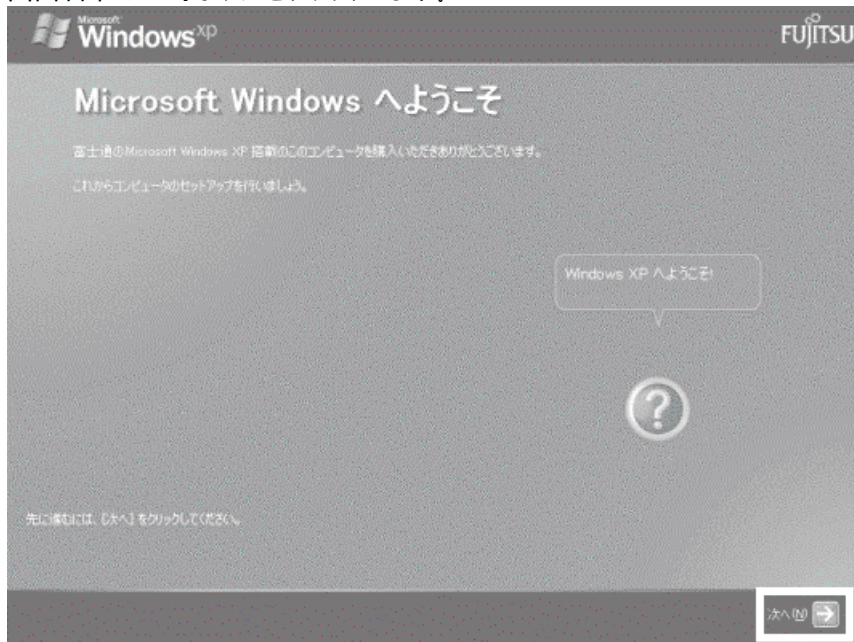 Microsoft
Windows xp
FUJITSU
Microsoft Windows へようこそ
富士通のMicrosoft Windows XP 搭載のこのコンピュータを購入いただきありがとうございます。
これからコンピュータのセットアップを行いましょう。
Windows XP へようこそ!
?
先に進むには、[次へ] をクリックしてください。
次へ(N)